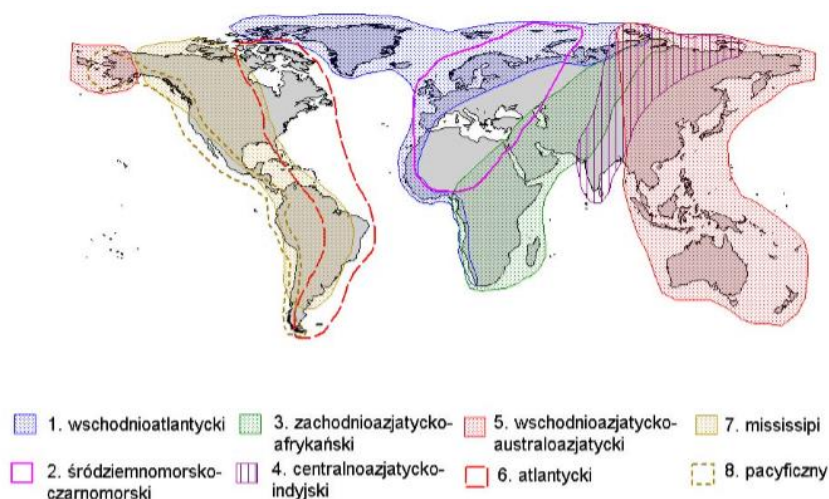 1. wschodnioatlantycki
3. zachodnioazjatycko-
afrykański
5. wschodnioazjatycko-
australoazjatycki
7. mississipi
2. śródziemnomorsko-
czarnomorski
4. centralnoazjatycko-
indyjski
6. atlantycki
8. pacyficzny